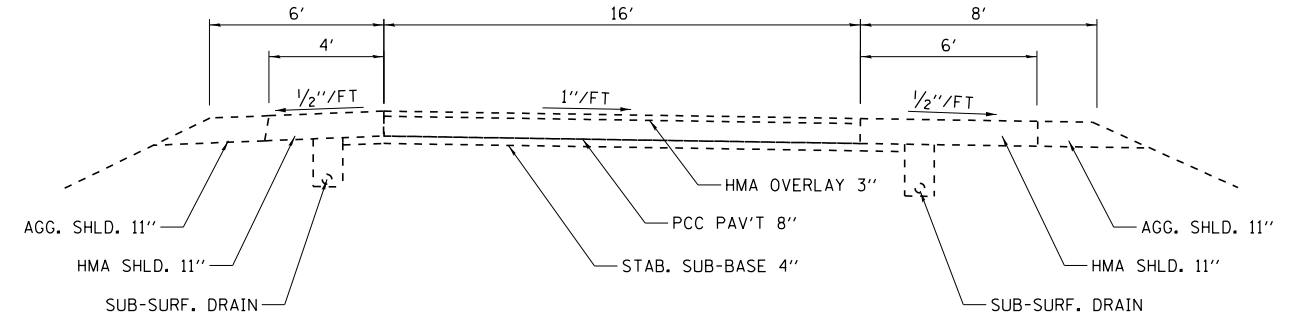 6'
16'
8'
4'
6'
1/2"/FT
1"/FT
1/2"/FT
HMA OVERLAY 3"
AGG. SHLD. 11"
PCC PAV'T 8"
AGG. SHLD. 11"
HMA SHLD. 11"
STAB. SUB-BASE 4"
HMA SHLD. 11"
SUB-SURF. DRAIN
SUB-SURF. DRAIN